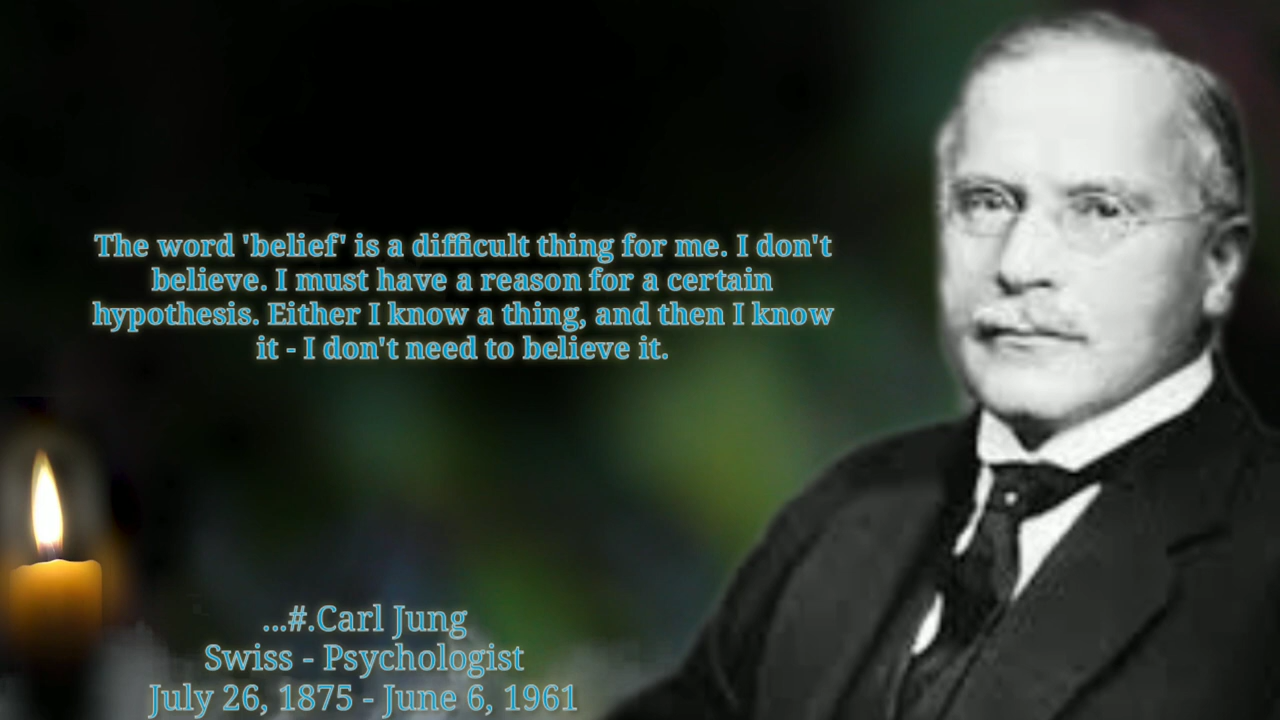 The word 'belief' is a difficult thing for me. I don't
believe. I must have a reason for a certain
hypothesis. Either I know a thing, and then I know
it - I don't need to believe it.
...#.Carl Jung
Swiss - Psychologist
July 26, 1875 - June 6, 1961